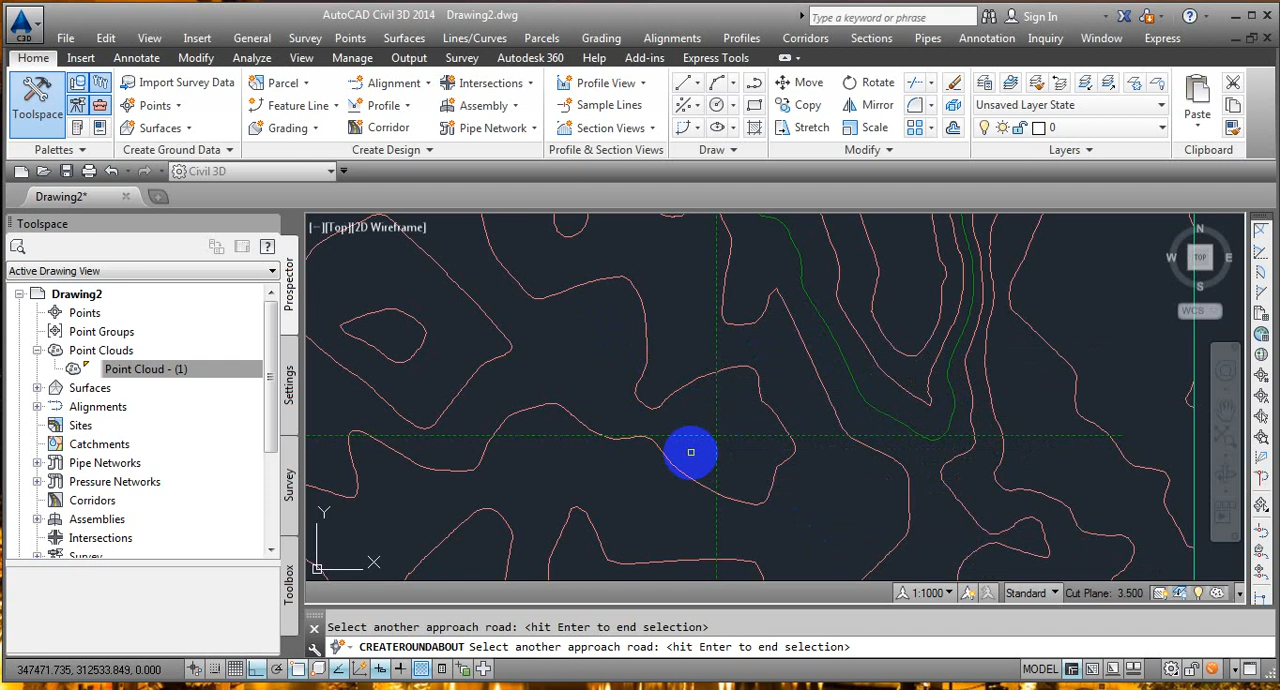 AutoCAD Civil 3D 2014 Drawing2.dwg
Type a keyword or phrase
Sign In
C3D
File Edit View Insert General Survey Points Surfaces Lines/Curves Parcels Grading Alignments Profiles Corridors Sections Pipes Annotation Inquiry Window Express
Home Insert Annotate Modify Analyze View Manage Output Survey Autodesk 360 Help Add-ins Express Tools
Toolspace
Import Survey Data
Points
Surfaces
Parcel
Feature Line
Grading
Alignment
Profile
Corridor
Intersections
Assembly
Pipe Network
Profile View
Sample Lines
Section Views
Move
Copy
Stretch
Rotate
Mirror
Scale
Unsaved Layer State
0
Paste
Palettes Create Ground Data Create Design Profile & Section Views Draw Modify Layers Clipboard
Civil 3D
Drawing2*
Toolspace
Active Drawing View
Drawing2
Points
Point Groups
Point Clouds
Point Cloud - (1)
Surfaces
Alignments
Sites
Catchments
Pipe Networks
Pressure Networks
Corridors
Assemblies
Intersections
Survey
Prospector
Settings
Survey
Toolbox
[−][Top][2D Wireframe]
N
W TOP E
S
WCS
Y
X
1:1000 Standard Cut Plane: 3.500
Select another approach road: <hit Enter to end selection>
CREATEROUNDABOUT Select another approach road: <hit Enter to end selection>
347471.735, 312533.849, 0.000
MODEL